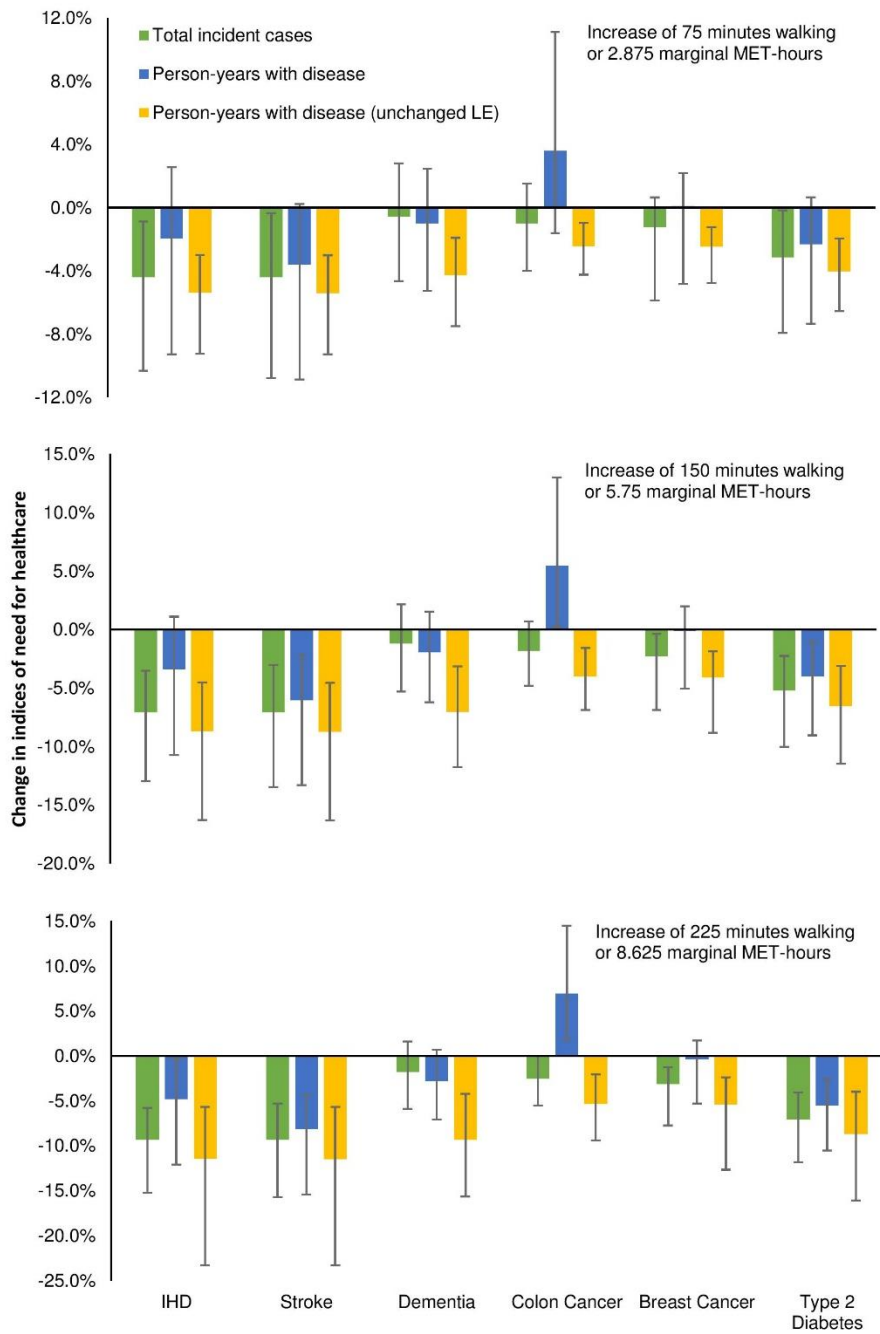 12.0%
Total incident cases
Increase of 75 minutes walking
or 2.875 marginal MET-hours
8.0%
Person-years with disease
Person-years with disease (unchanged LE)
4.0%
0.0%
-4.0%
-8.0%
-12.0%
Change in indices of need for healthcare
15.0%
Increase of 150 minutes walking
or 5.75 marginal MET-hours
10.0%
5.0%
0.0%
-5.0%
-10.0%
-15.0%
-20.0%
15.0%
Increase of 225 minutes walking
or 8.625 marginal MET-hours
10.0%
5.0%
0.0%
-5.0%
-10.0%
-15.0%
-20.0%
-25.0%
IHD
Stroke
Dementia
Colon Cancer
Breast Cancer
Type 2
Diabetes